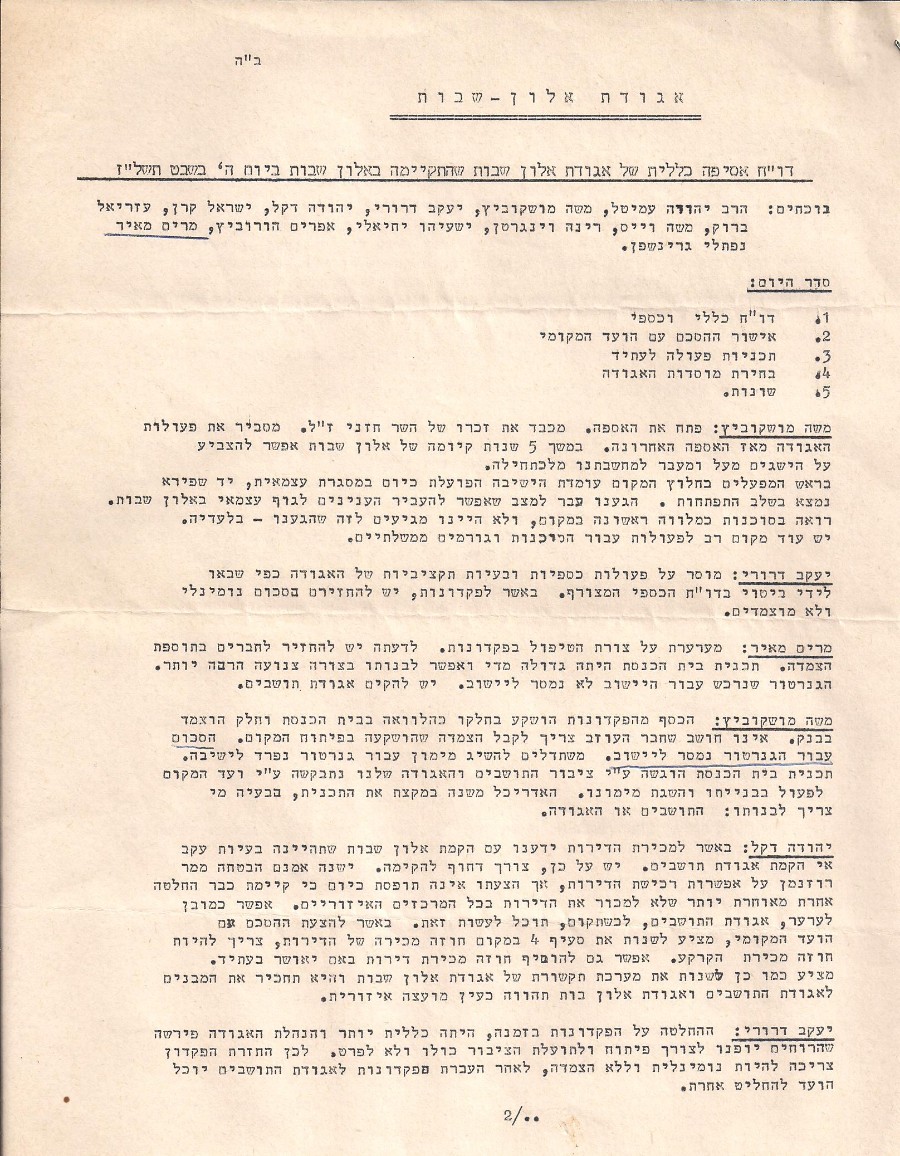 ב"ה
אגודת אלון-שבות
דו"ח אסיפה כללית של אגודת אלון שבות שהתקיימה באלון שבות ביום ה' בשבט תשל"ז
נוכחים: הרב יהודה עמיטל, משה מושקוביץ, יעקב דרורי, יהודה דקל, ישראל קרן, עזריאל
ברוק, משה וייס, רינה וינגרטן, ישעיהו יחיאלי, אפרים הורוביץ, מרים מאיר
נפתלי גרינשפן.
סדר היום:
1. דו"ח כללי וכספי
2. אישור ההסכם עם הועד המקומי
3. תכניות פעולה לעתיד
4. בחירת מוסדות האגודה
5. שונות.
משה מושקוביץ: פתח את האספה. מכבד את זכרו של השר חזני ז"ל. מסביר את פעולות
האגודה מאז האספה האחרונה. במשך 5 שנות קיומה של אלון שבות אפשר להצביע
על הישגים מעל ומעבר למחשבתנו מלכתחילה.
בראש המפעלים בחלוץ המקום עומדת הישיבה הפועלת כיום במסגרת עצמאית, יד שפירא
נמצא בשלב התפתחות . הגענו עבר למצב שאפשר להעביר הענינים לגוף עצמאי באלון שבות.
רואה בסוכנות כמלווה ראשונה במקום, ולא היינו מגיעים לזה שהגענו - בלעדיה.
יש עוד מקום רב לפעולות עבור הסוכנות וגורמים ממשלתיים.
יעקב דרורי: מוסר על פעולות כספיות ובעיות תקציביות של האגודה כפי שבאו
לידי ביטוי בדו"ח הכספי המצורף. באשר לפקדונות, יש להחזירם בסכום נומינלי
ולא מוצמדים.
מרים מאיר: מערערת על צורת הטיפול בפקדונות. לדעתה יש להחזיר לחברים בתוספת
הצמדה. תכנית בית הכנסת היתה גדולה מדי ואפשר לבנותו בצורה צנועה הרבה יותר.
הגנרטור שנרכש עבור היישוב לא נמסר ליישוב. יש להקים אגודת תושבים.
משה מושקוביץ: הכסף מהפקדונות הושקע בחלקו כהלוואה בבית הכנסת וחלק הוצמד
בבנק. אינו חושב שחבר העוזב צריך לקבל הצמדה שהושקעה בפיתוח המקום. הסכום
עבור הגנרטור נמסר ליישוב. משתדלים להשיג מימון עבור גנרטור נפרד לישיבה.
תכנית בית הכנסת הוגשה ע"י ציבור התושבים והאגודה שלנו נתבקשה ע"י ועד המקום
לפעול בבנייתו והשגת מימונו. האדריכל משנה במקצת את התכנית, בבעיה מי
צריך לבנותו: התושבים או האגודה.
יהודה דקל: באשר למכירת הדירות ידענו עם הקמת אלון שבות שתהיינה בעיות עקב
אי הקמת אגודת תושבים. יש על כן, צורך דחוף להקימה. ישנה אמנם הבטחה ממר
רוזנמן על אפשרות רכישת הדירות, אך הצעתו אינה תופסת כיום כי קיימת כבר החלטה
אחרת מאוחרת יותר שלא למכור את הדירות בכל המרכזים האיזוריים. אפשר כמובן
לערער, אגודת התושבים, לכשתקום, תוכל לעשות זאת. באשר להצעת ההסכם עם
הועד המקומי, מציע לשנות את סעיף 4 במקום חוזה מכירה של הדירות, צריך להיות
חוזה מכירת הקרקע. אפשר גם להוסיף חוזה מכירת דירות באם יאושר בעתיד.
מציע כמו כן לשנות את מערכת תקשורת של אגודת אלון שבות והיא תחכיר את המבנים
לאגודת התושבים ואגודת אלון בות תהווה כעין מועצה איזורית.
יעקב דרורי: ההחלטה על הפקדונות בזמנה, היתה כללית יותר והנהלת האגודה פירשה
שהרוחים יופנו לצורך פיתוח ולתועלת הציבור כולו ולא לפרט. לכן החזרת הפקדון
צריכה להיות נומינלית וללא הצמדה, לאחר העברת הפקדונות לאגודת התושבים יוכל
הועד להחליט אחרת.
2/..